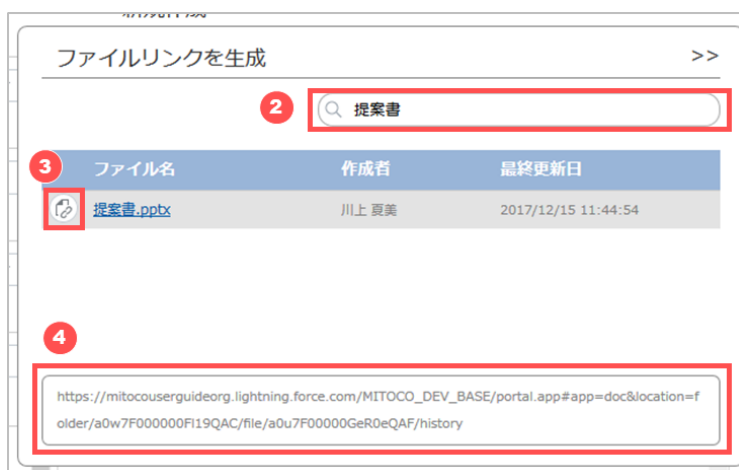 ファイルリンクを生成 >>
2 提案書
3 ファイル名 作成者 最終更新日
提案書.pptx 川上 夏美 2017/12/15 11:44:54
4
https://mitocouserguideorg.lightning.force.com/MITOCO_DEV_BASE/portal.app#app=doc&location=f
older/a0w7F000000Fl19QAC/file/a0u7F00000GeR0eQAF/history